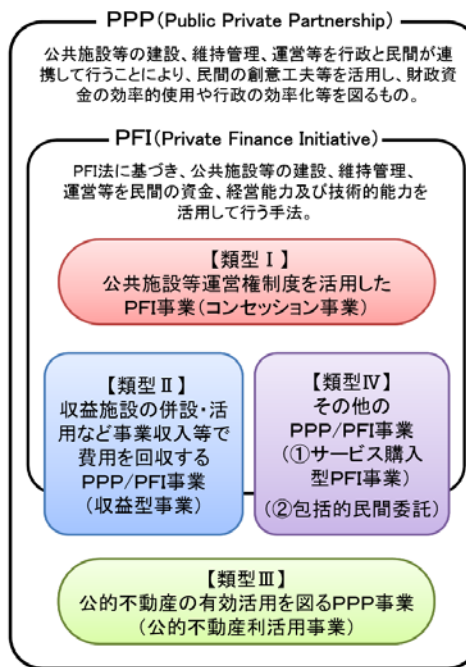 PPP(Public Private Partnership)
公共施設等の建設、維持管理、運営等を行政と民間が連
携して行うことにより、民間の創意工夫等を活用し、財政資
金の効率的使用や行政の効率化等を図るもの。
PFI(Private Finance Initiative)
PFI法に基づき、公共施設等の建設、維持管理、
運営等を民間の資金、経営能力及び技術的能力を
活用して行う手法。
【類型Ⅰ】
公共施設等運営権制度を活用した
PFI事業(コンセッション事業)
【類型Ⅱ】
収益施設の併設・活
用など事業収入等で
費用を回収する
PPP/PFI事業
(収益型事業)
【類型Ⅳ】
その他の
PPP/PFI事業
(①サービス購入
型PFI事業)
(②包括的民間委託)
【類型Ⅲ】
公的不動産の有効活用を図るPPP事業
(公的不動産利活用事業)